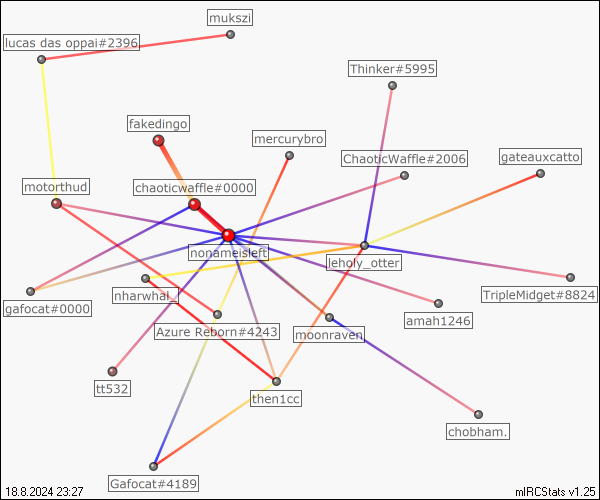 mukszi
lucas das oppai#2396
Thinker#5995
fakedingo
mercurybro
ChaoticWaffle#2006
gateauxcatto
motorthud
chaoticwaffle#0000
nonameisleft
leholy_otter
gafocat#0000
nharwhal_
TripleMidget#8824
amah1246
Azure Reborn#4243
moonraven_
tt532
then1cc
chobham.
Gafocat#4189
18.8.2024 23:27
mIRCStats v1.25